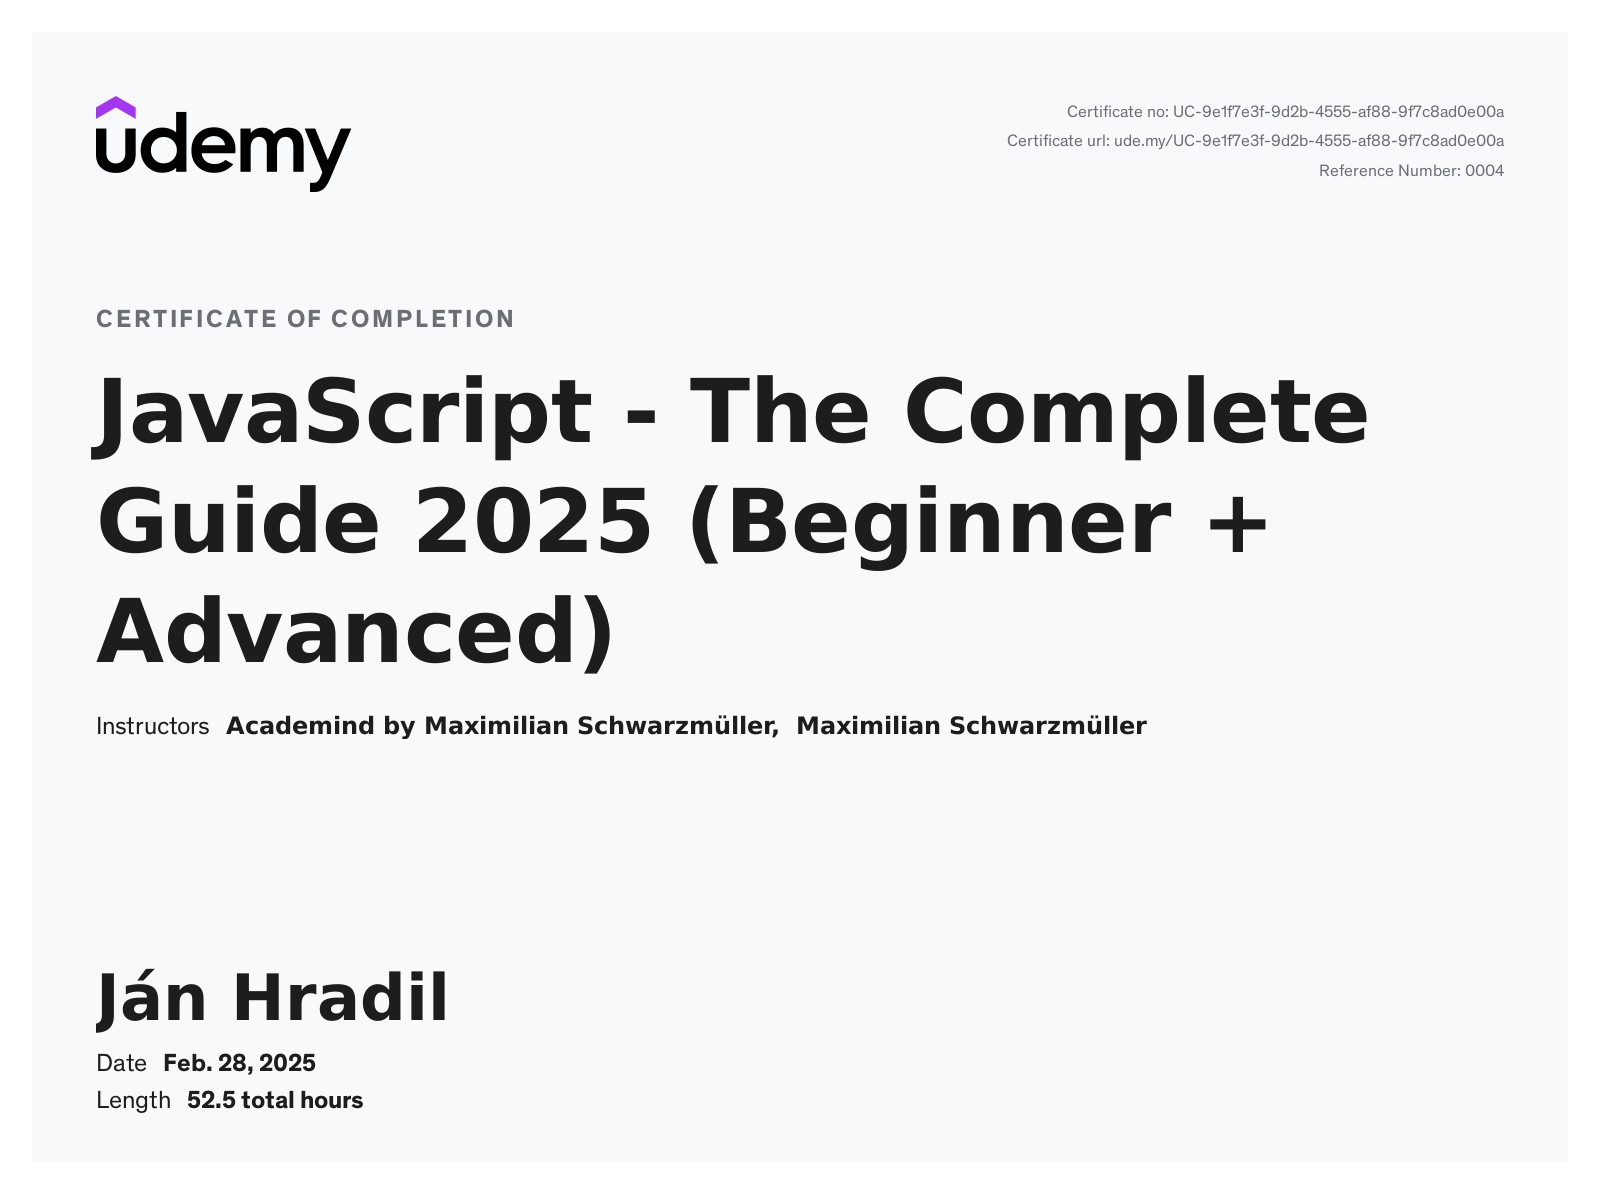 udemy
Certificate no: UC-9e1f7e3f-9d2b-4555-af88-9f7c8ad0e00a
Certificate url: ude.my/UC-9e1f7e3f-9d2b-4555-af88-9f7c8ad0e00a
Reference Number: 0004
CERTIFICATE OF COMPLETION
JavaScript - The Complete
Guide 2025 (Beginner +
Advanced)
Instructors Academind by Maximilian Schwarzmüller, Maximilian Schwarzmüller
Ján Hradil
Date Feb. 28, 2025
Length 52.5 total hours